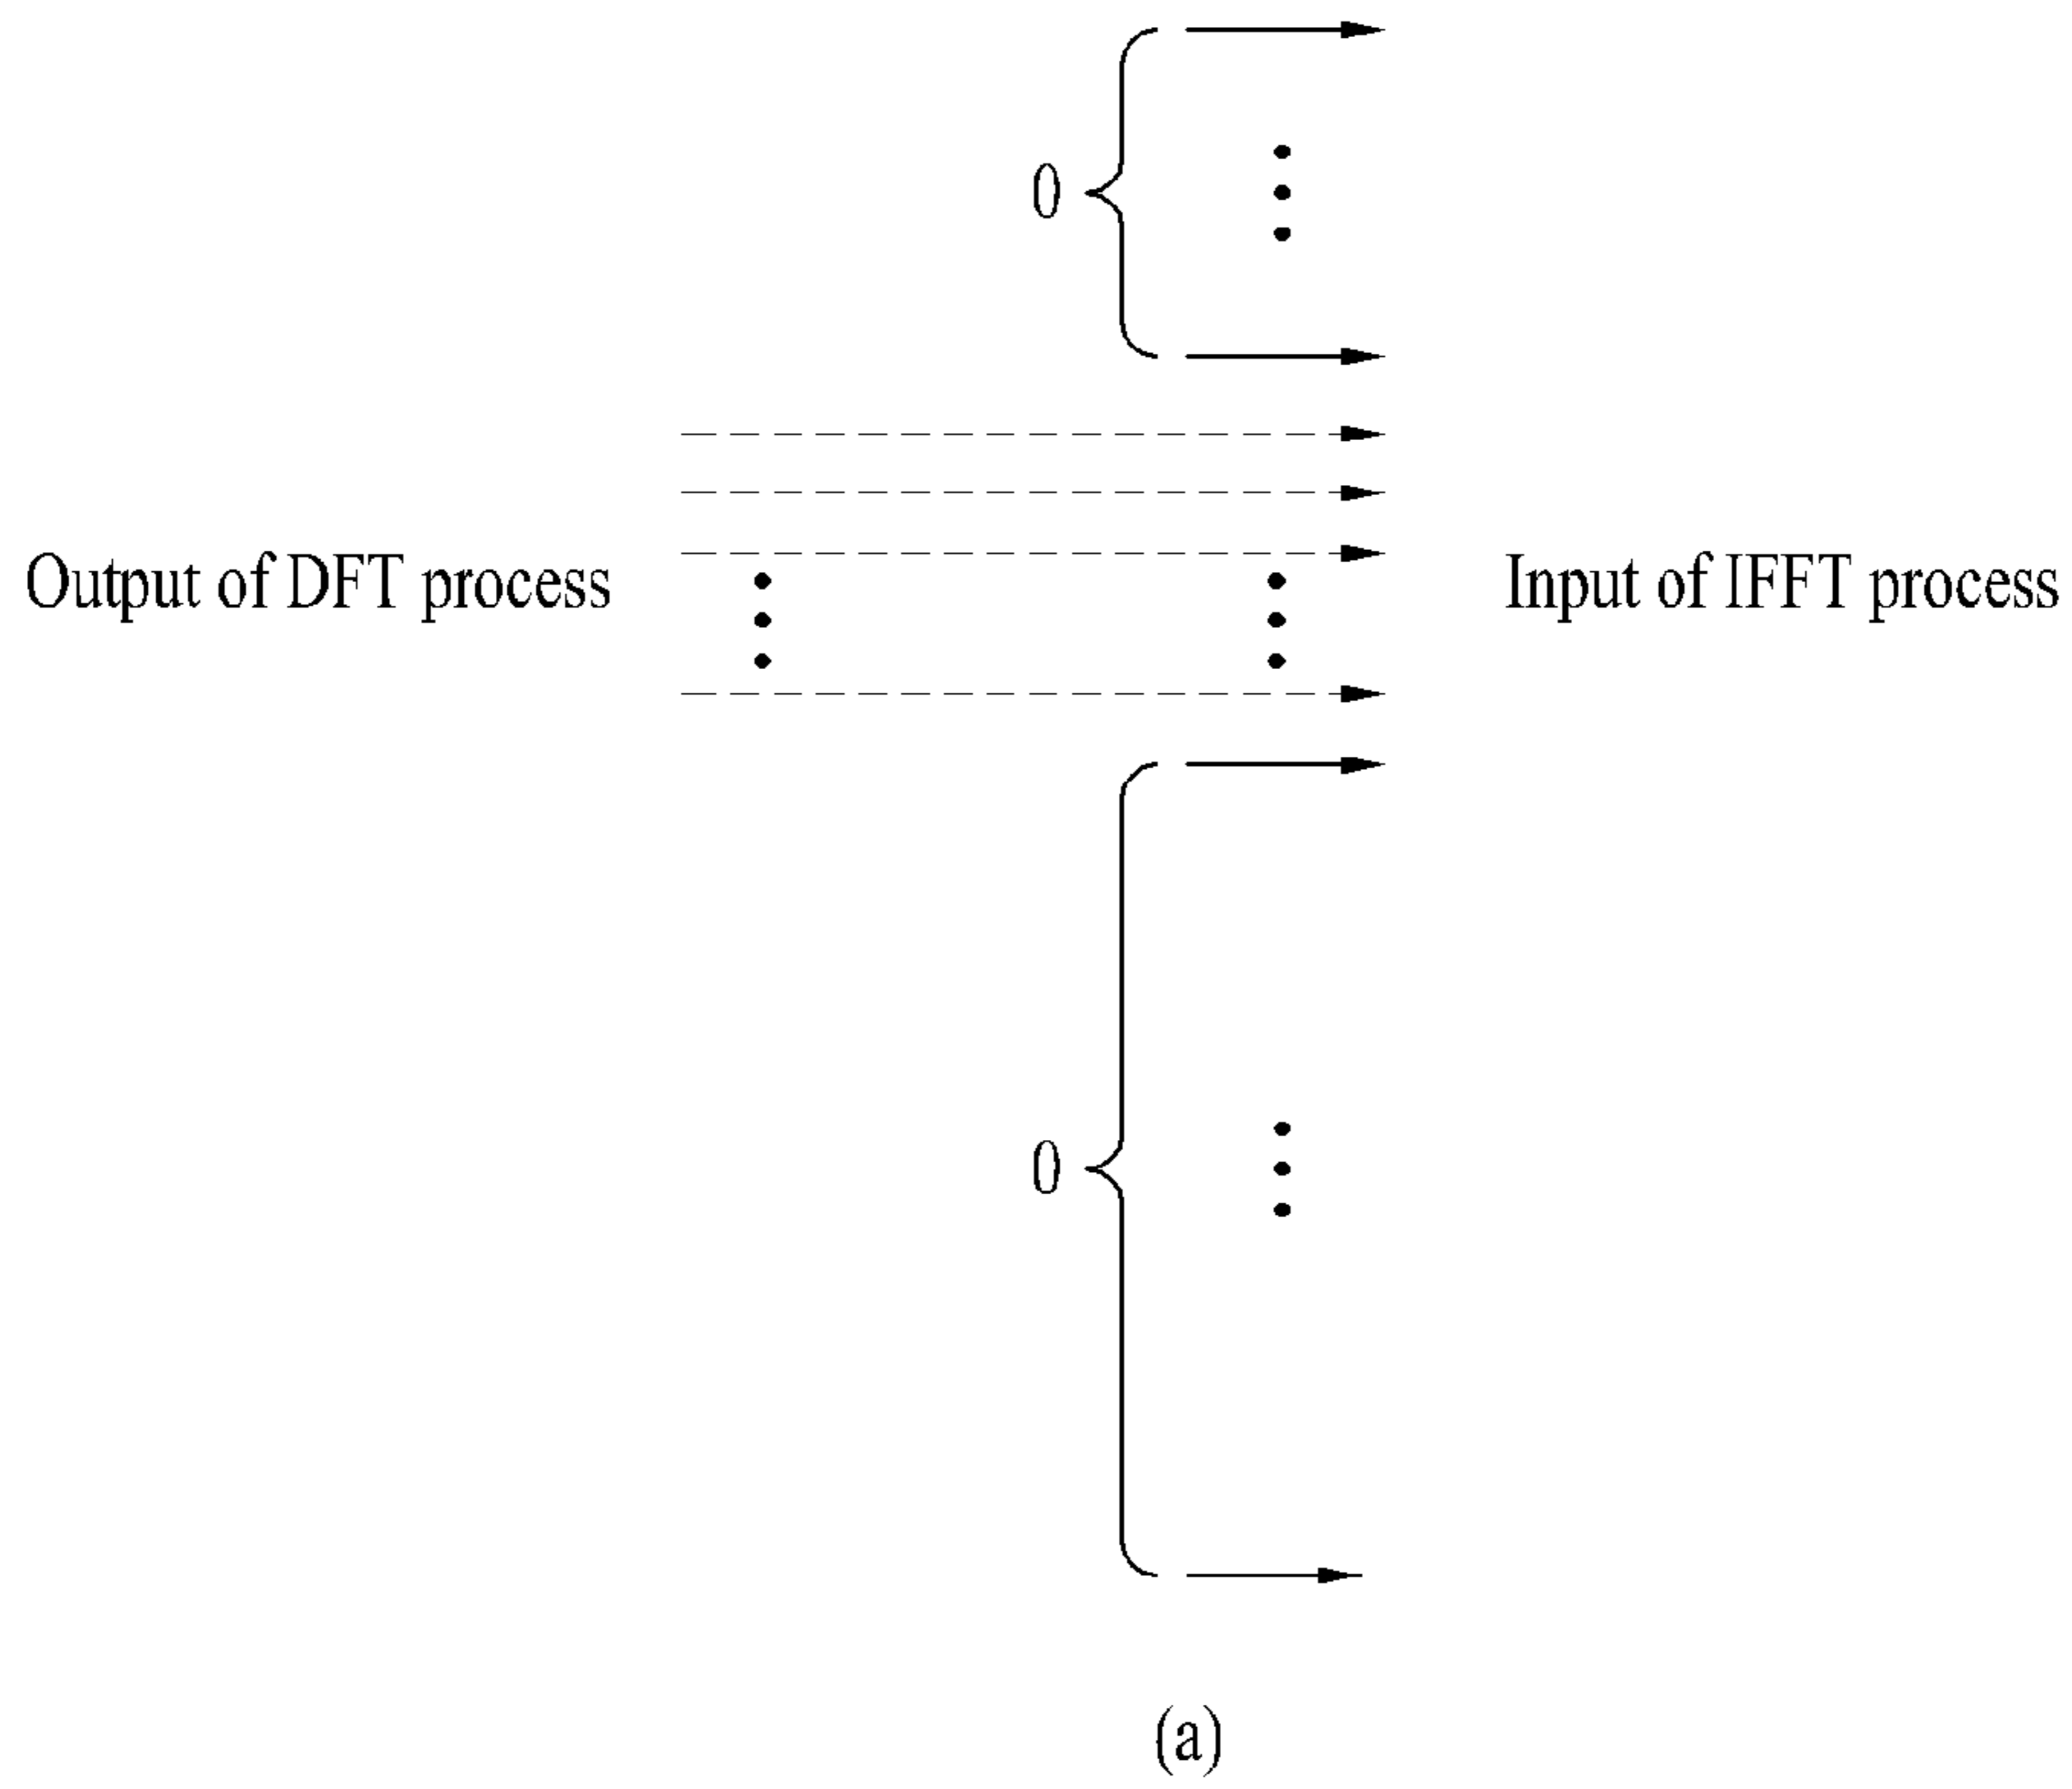 0
Output of DFT process
Input of IFFT process
0
(a)